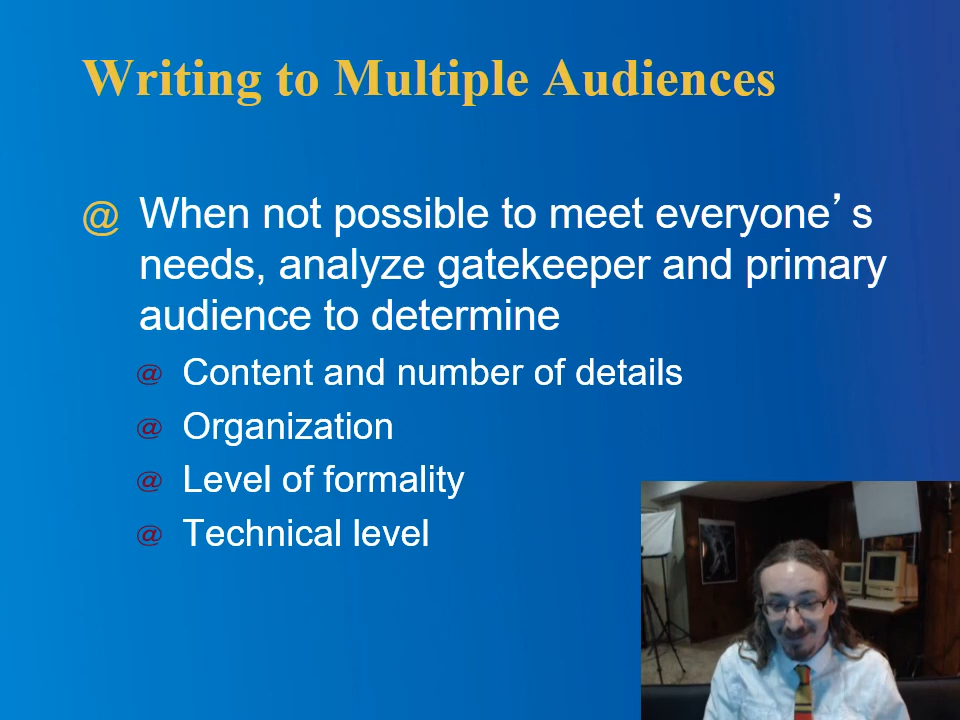 Writing to Multiple Audiences
@ When not possible to meet everyone’s
needs, analyze gatekeeper and primary
audience to determine
@ Content and number of details
@ Organization
@ Level of formality
@ Technical level